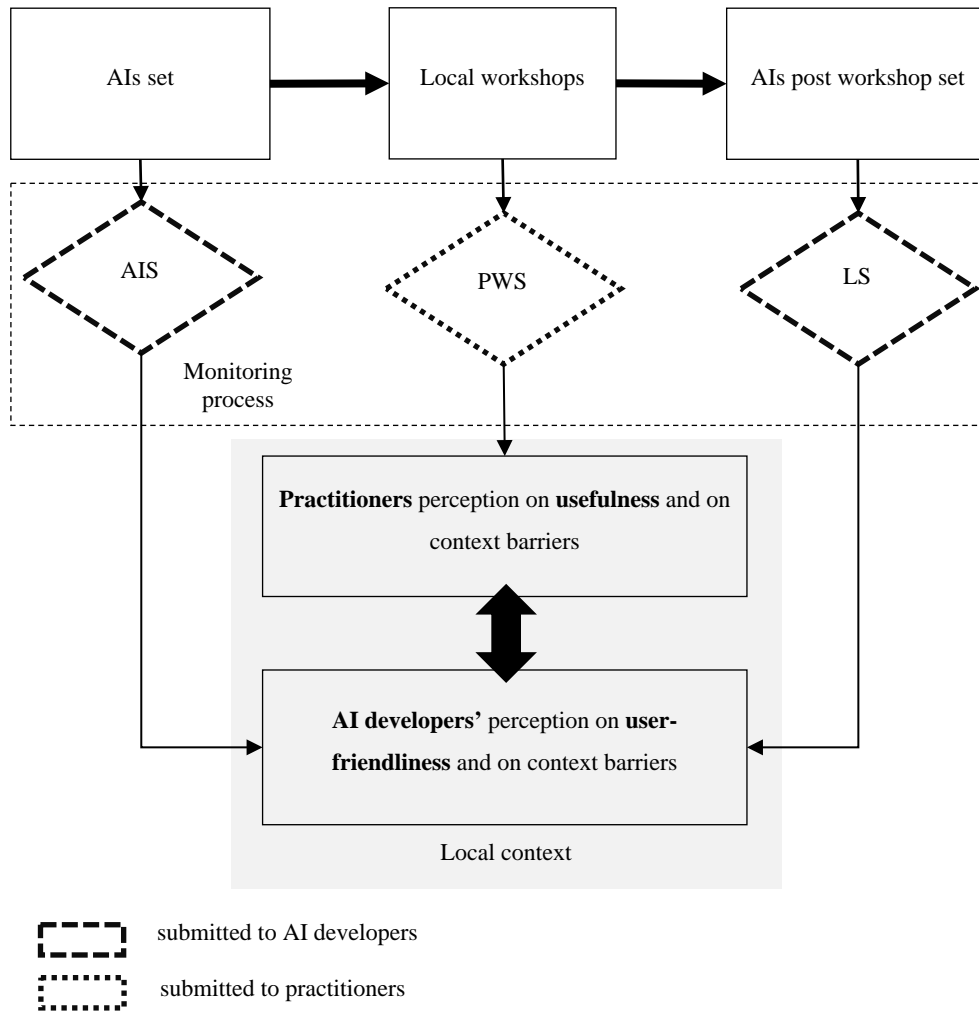 AIs set
Local workshops
AIs post workshop set
AIS
PWS
LS
Monitoring
process
Practitioners perception on usefulness and on
context barriers
AI developers’ perception on user-
friendliness and on context barriers
Local context
submitted to AI developers
submitted to practitioners